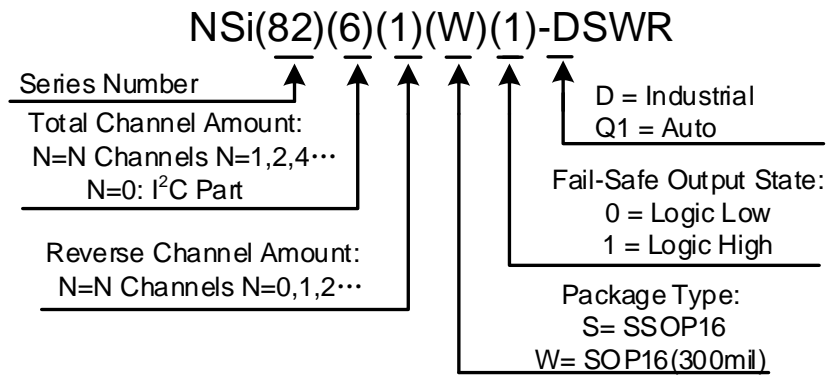 NSi(82)(6)(1)(W)(1)-DSWR
Series Number
Total Channel Amount:
N=N Channels N=1,2,4⋯
N=0: I²C Part
Reverse Channel Amount:
N=N Channels N=0,1,2⋯
D = Industrial
Q1 = Auto
Fail-Safe Output State:
0 = Logic Low
1 = Logic High
Package Type:
S= SSOP16
W= SOP16(300mil)